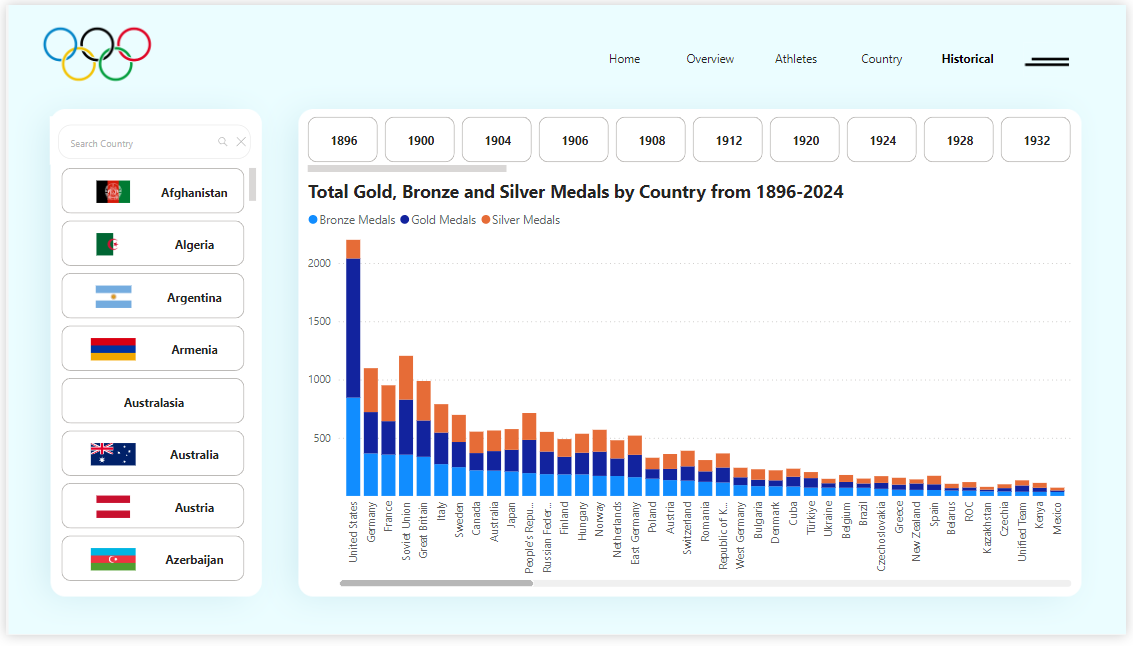 Home Overview Athletes Country Historical
Search Country
Afghanistan
Algeria
Argentina
Armenia
Australasia
Australia
Austria
Azerbaijan
1896 1900 1904 1906 1908 1912 1920 1924 1928 1932
Total Gold, Bronze and Silver Medals by Country from 1896-2024
Bronze Medals Gold Medals Silver Medals
2000
1500
1000
500
United States
Germany
France
Soviet Union
Great Britain
Italy
Sweden
Canada
Australia
Japan
People's Repu...
Russian Feder...
Finland
Hungary
Norway
Netherlands
East Germany
Poland
Austria
Switzerland
Romania
Republic of K...
West Germany
Bulgaria
Denmark
Cuba
Türkiye
Ukraine
Belgium
Brazil
Czechoslovakia
Greece
New Zealand
Spain
Belarus
ROC
Kazakhstan
Czechia
Unified Team
Kenya
Mexico